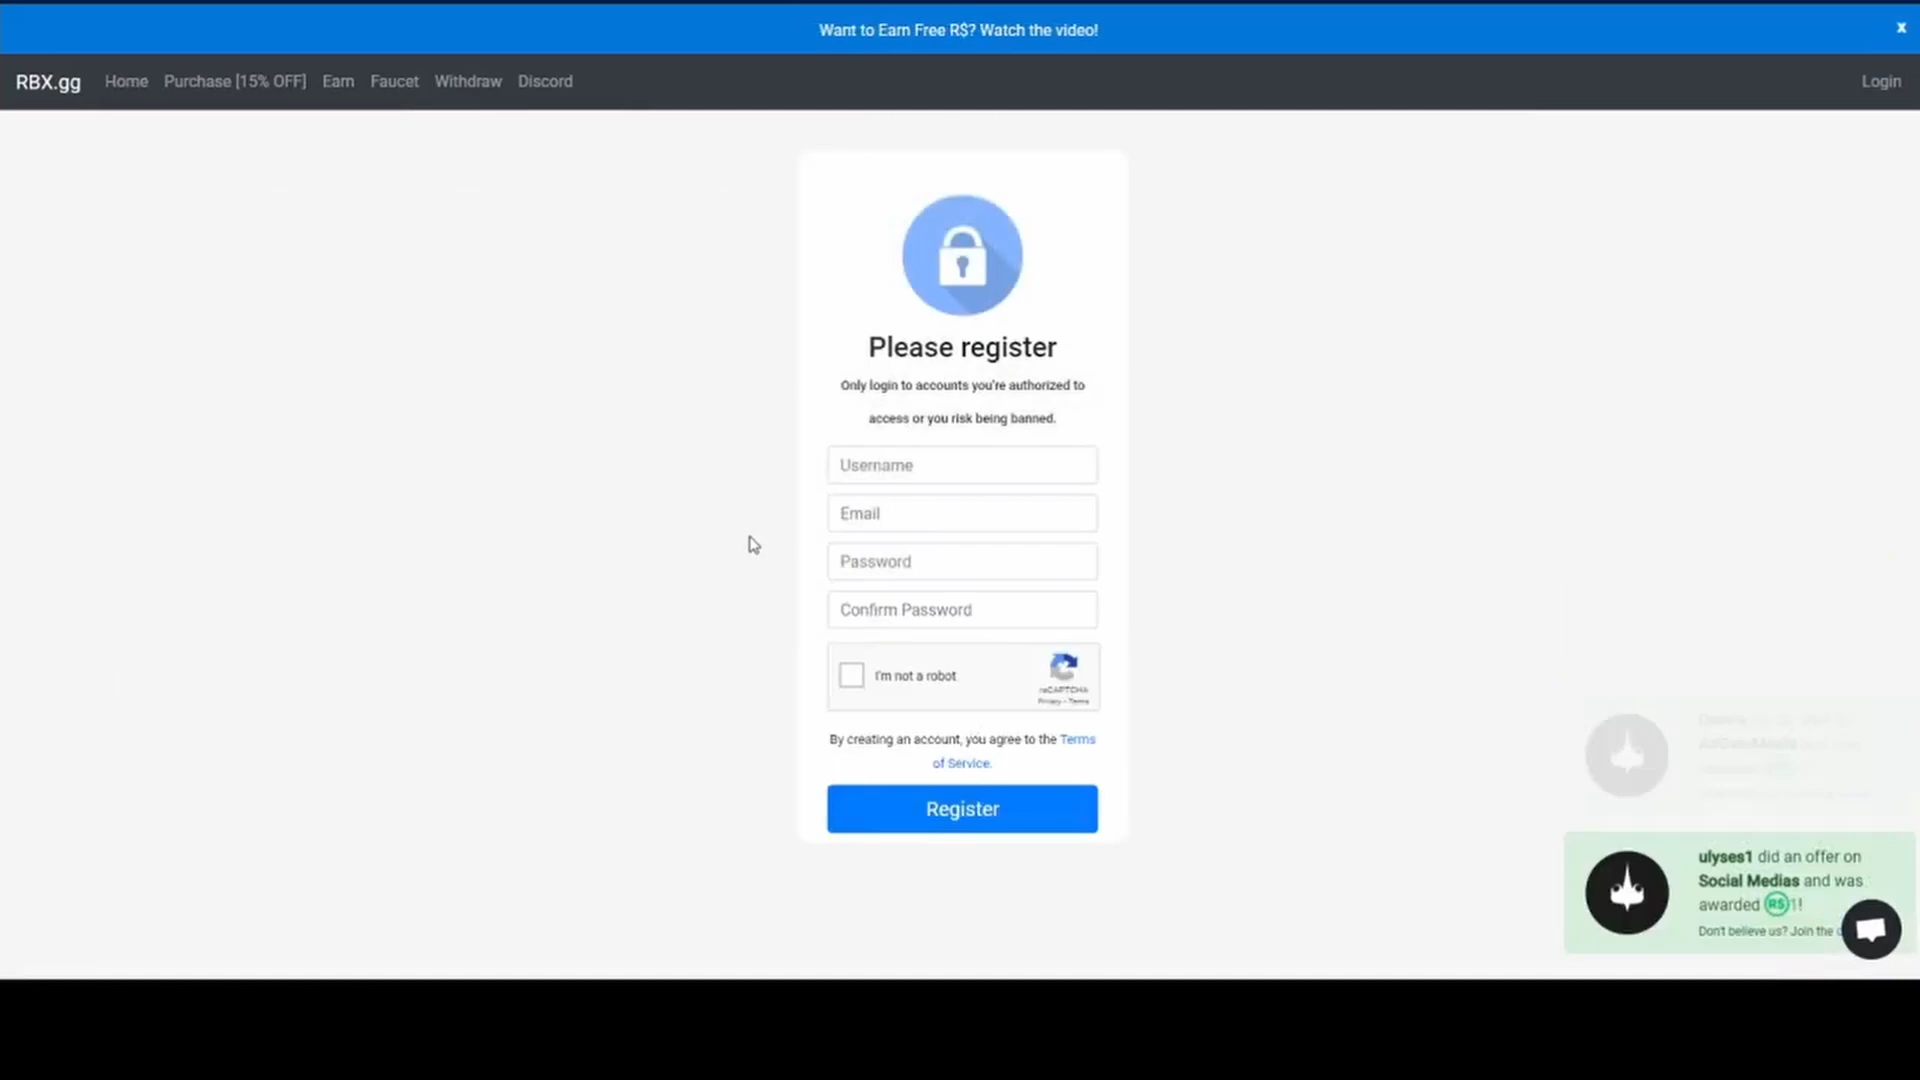 Want to Earn Free R$? Watch the video!
x
RBX.gg Home Purchase [15% OFF] Earn Faucet Withdraw Discord Login
Please register
Only login to accounts you're authorized to
access or you risk being banned.
Username
Email
Password
Confirm Password
I'm not a robot
reCAPTCHA
Privacy - Terms
By creating an account, you agree to the Terms
of Service.
Register
ulyses1 did an offer on
Social Medias and was
awarded R$1!
Don't believe us? Join the